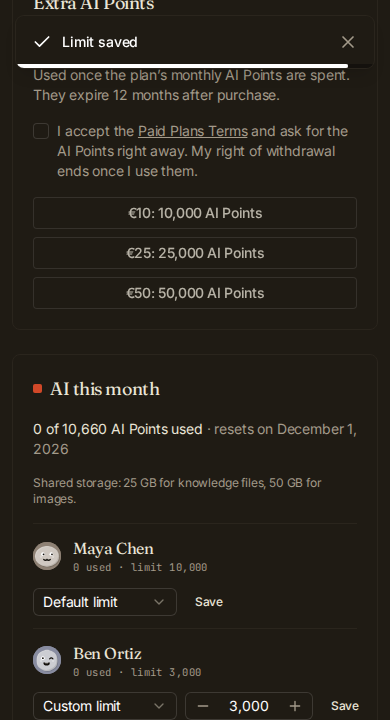 Extra AI Points
Limit saved
Used once the plan's monthly AI Points are spent.
They expire 12 months after purchase.
I accept the Paid Plans Terms and ask for the
AI Points right away. My right of withdrawal
ends once I use them.
€10: 10,000 AI Points
€25: 25,000 AI Points
€50: 50,000 AI Points
AI this month
0 of 10,660 AI Points used · resets on December 1,
2026
Shared storage: 25 GB for knowledge files, 50 GB for
images.
Maya Chen
0 used · limit 10,000
Default limit Save
Ben Ortiz
0 used · limit 3,000
Custom limit 3,000 Save